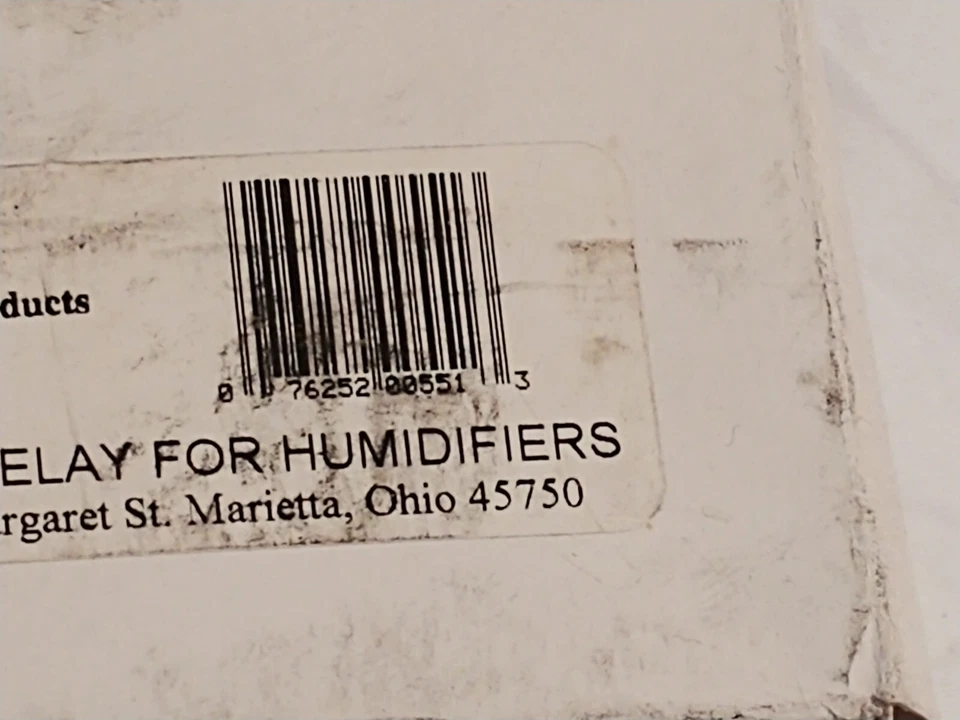 ducts
0 76252 00551 3
ELAY FOR HUMIDIFIERS
rgaret St. Marietta, Ohio 45750